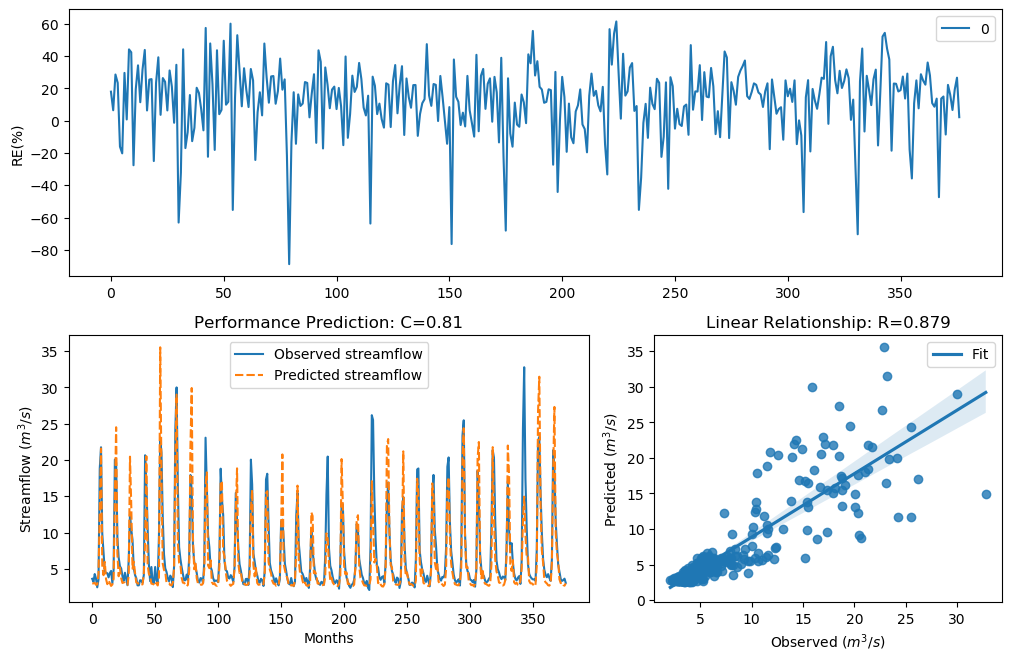 RE(%)
60
40
20
0
−20
−40
−60
−80
0
0 50 100 150 200 250 300 350
Performance Prediction: C=0.81
Streamflow (m³/s)
35
30
25
20
15
10
5
Observed streamflow
Predicted streamflow
0 50 100 150 200 250 300 350
Months
Linear Relationship: R=0.879
Predicted (m³/s)
35
30
25
20
15
10
5
0
Fit
5 10 15 20 25 30
Observed (m³/s)